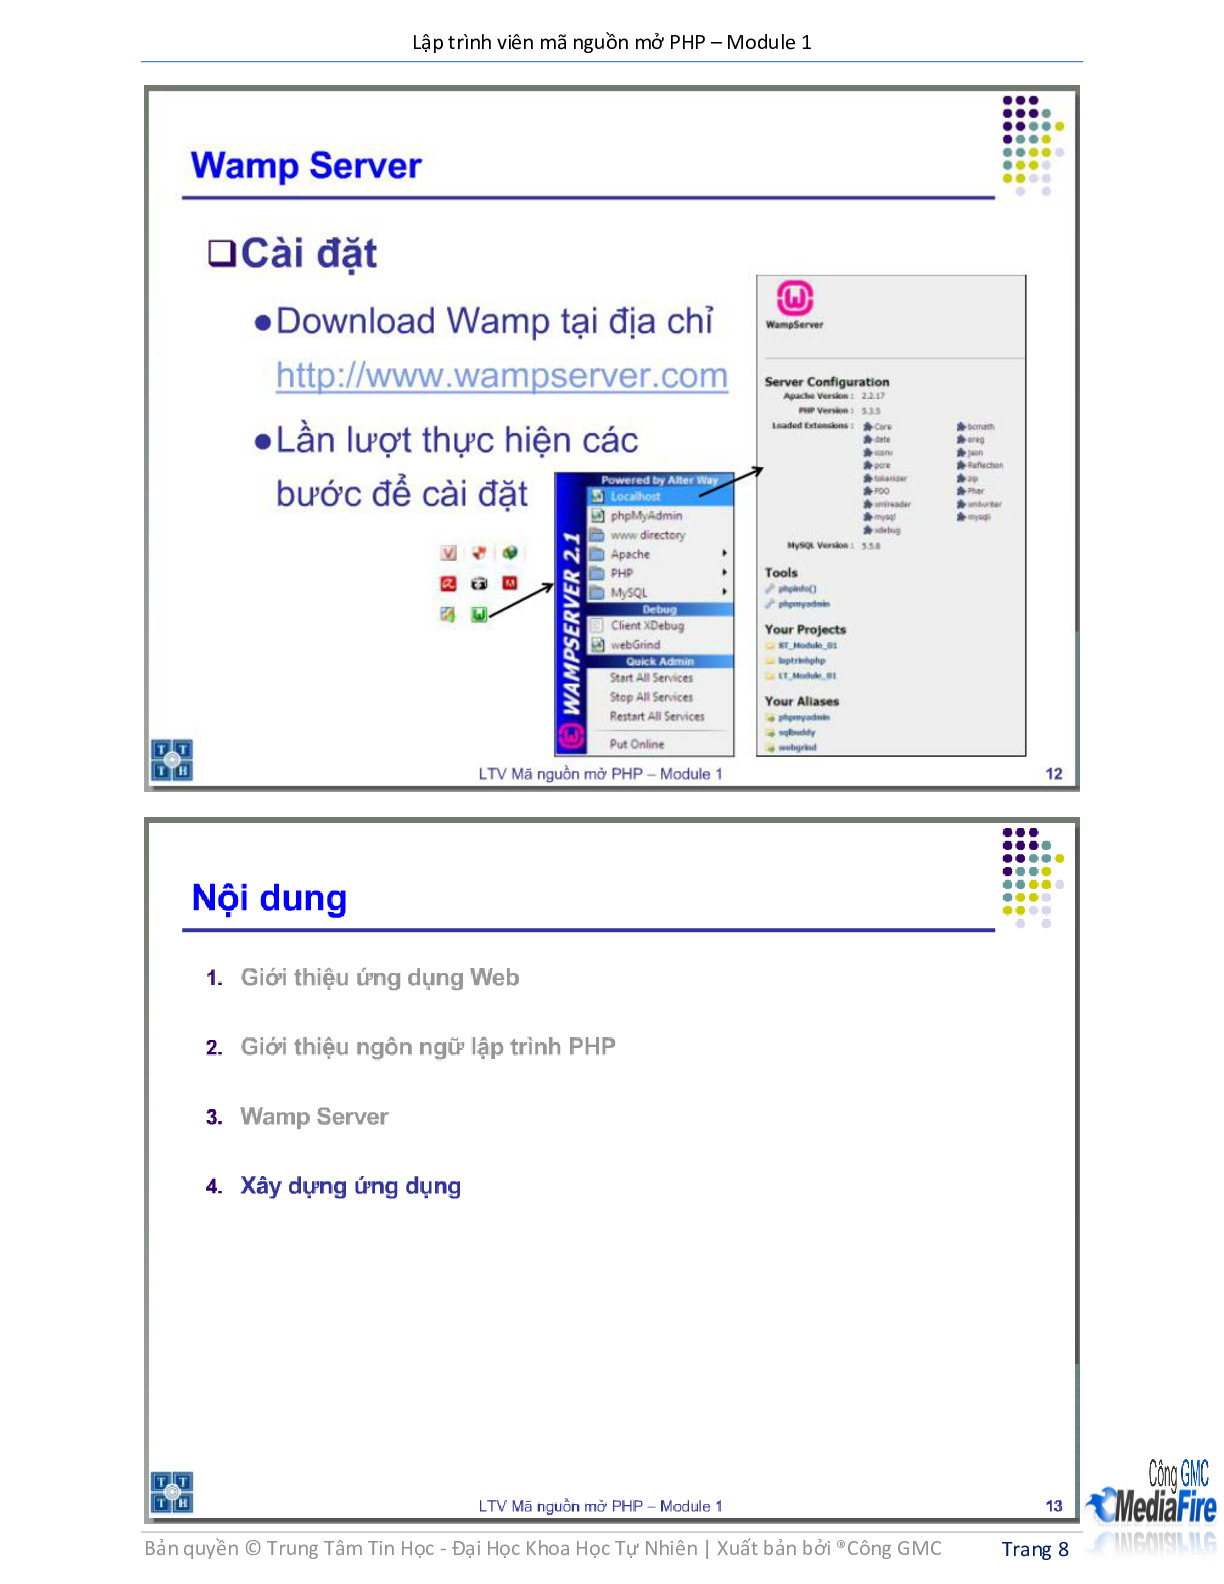 Lập trình viên mã nguồn mở PHP – Module 1
Wamp Server
Cài đặt
Download Wamp tại địa chỉ
http://www.wampserver.com
Lần lượt thực hiện các
bước để cài đặt
WAMPSERVER 2.1
Powered by Alter Way
Localhost
phpMyAdmin
www directory
Apache
PHP
MySQL
Debug
Client XDebug
webGrind
Quick Admin
Start All Services
Stop All Services
Restart All Services
Put Online
WampServer
Server Configuration
Apache Version : 2.2.17
PHP Version : 5.3.5
Loaded Extensions : Core bcmath
date ereg
iconv json
pcre Reflection
tokenizer zip
PDO Phar
xmlreader xmlwriter
mysql mysqli
xdebug
MySQL Version : 5.5.8
Tools
phpinfo()
phpmyadmin
Your Projects
BT_Module_01
laptrinhphp
LT_Module_01
Your Aliases
phpmyadmin
sqlbuddy
webgrind
T T
T H
LTV Mã nguồn mở PHP – Module 1
12
Nội dung
1. Giới thiệu ứng dụng Web
2. Giới thiệu ngôn ngữ lập trình PHP
3. Wamp Server
4. Xây dựng ứng dụng
T T
T H
LTV Mã nguồn mở PHP – Module 1
13
Công GMC
MediaFire
Bản quyền © Trung Tâm Tin Học - Đại Học Khoa Học Tự Nhiên | Xuất bản bởi ®Công GMC
Trang 8